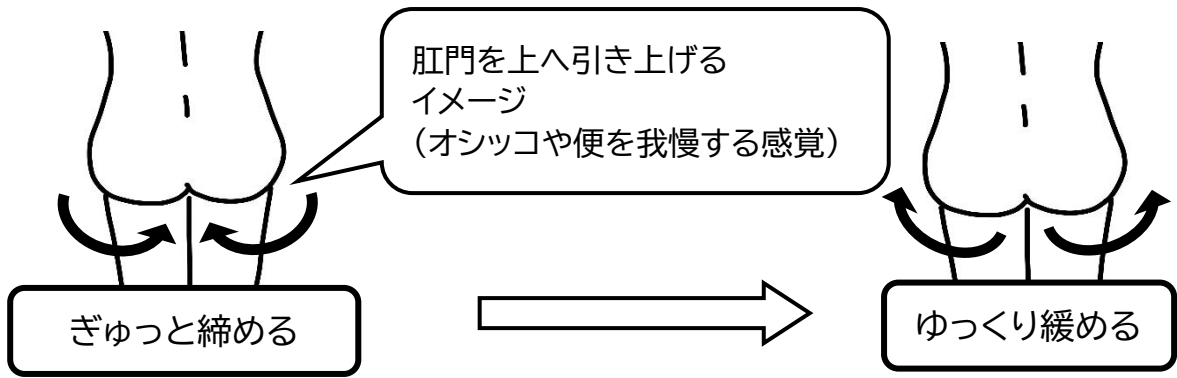 肛門を上へ引き上げる
イメージ
（オシッコや便を我慢する感覚）
ぎゅっと締める
ゆっくり緩める